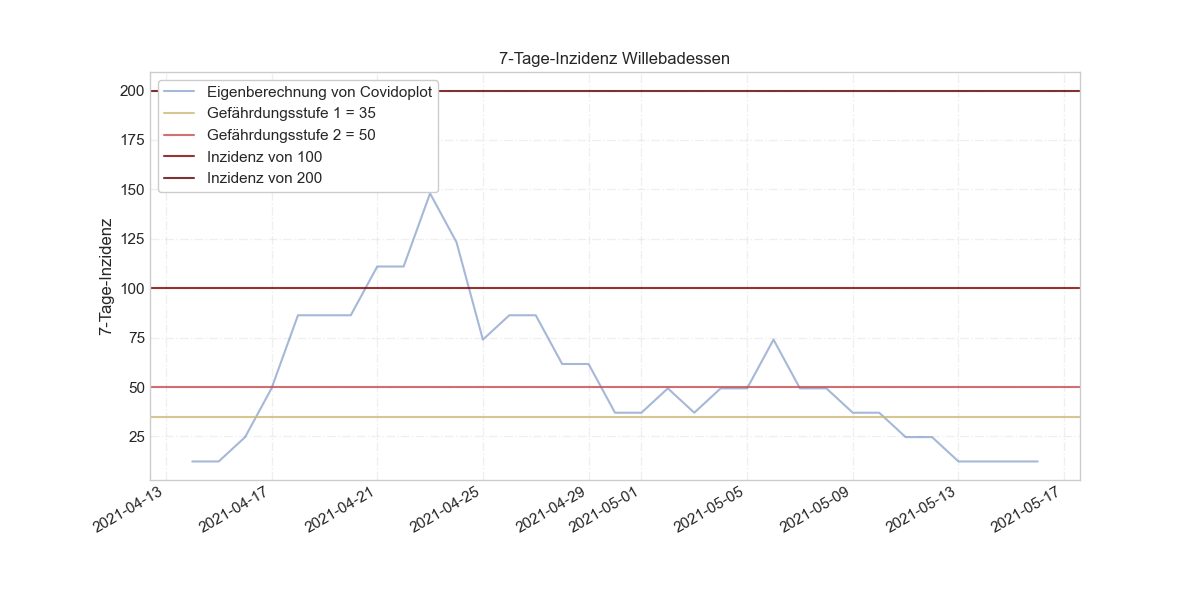 7-Tage-Inzidenz Willebadessen
Eigenberechnung von Covidoplot
Gefährdungsstufe 1 = 35
Gefährdungsstufe 2 = 50
Inzidenz von 100
Inzidenz von 200
7-Tage-Inzidenz
200
175
150
125
100
75
50
25
2021-04-13
2021-04-17
2021-04-21
2021-04-25
2021-04-29
2021-05-01
2021-05-05
2021-05-09
2021-05-13
2021-05-17